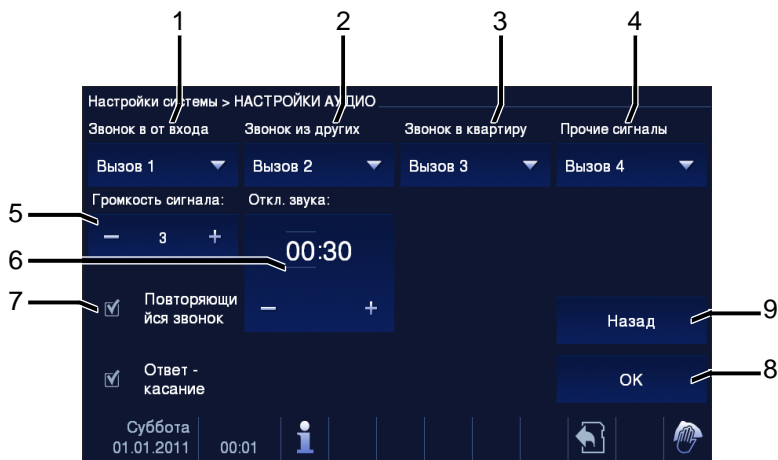 1 2 3 4
Настройки системы > НАСТРОЙКИ АУДИО
Звонок в от входа Звонок из других Звонок в квартиру Прочие сигналы
Вызов 1 Вызов 2 Вызов 3 Вызов 4
Громкость сигнала: Откл. звука:
5
− 3 +
00:30
6
7
Повторяющи
йся звонок
− +
Назад
9
Ответ -
касание
OK
8
Суббота
01.01.2011 00:01